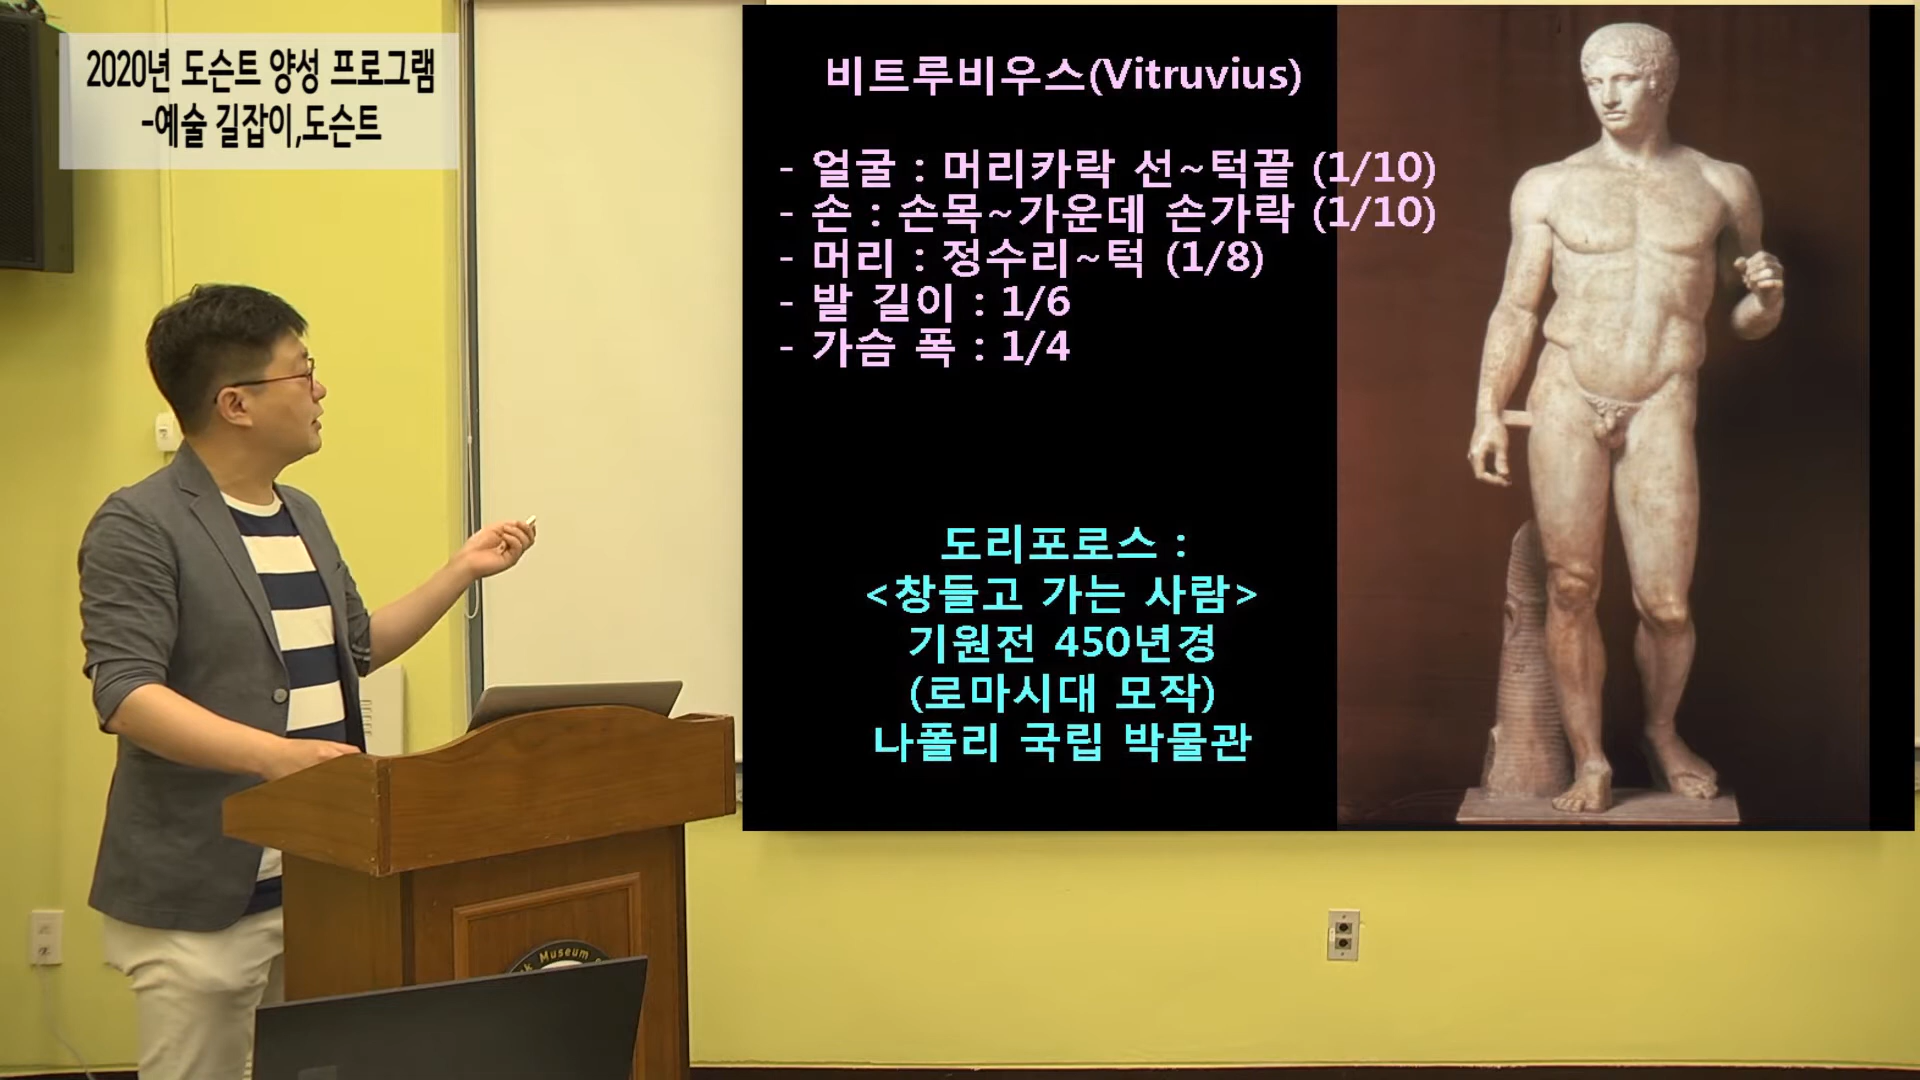 2020년 도슨트 양성 프로그램
-예술 길잡이,도슨트
비트루비우스(Vitruvius)
- 얼굴 : 머리카락 선~턱끝 (1/10)
- 손 : 손목~가운데 손가락 (1/10)
- 머리 : 정수리~턱 (1/8)
- 발 길이 : 1/6
- 가슴 폭 : 1/4
도리포로스 :
<창들고 가는 사람>
기원전 450년경
(로마시대 모작)
나폴리 국립 박물관
Museum